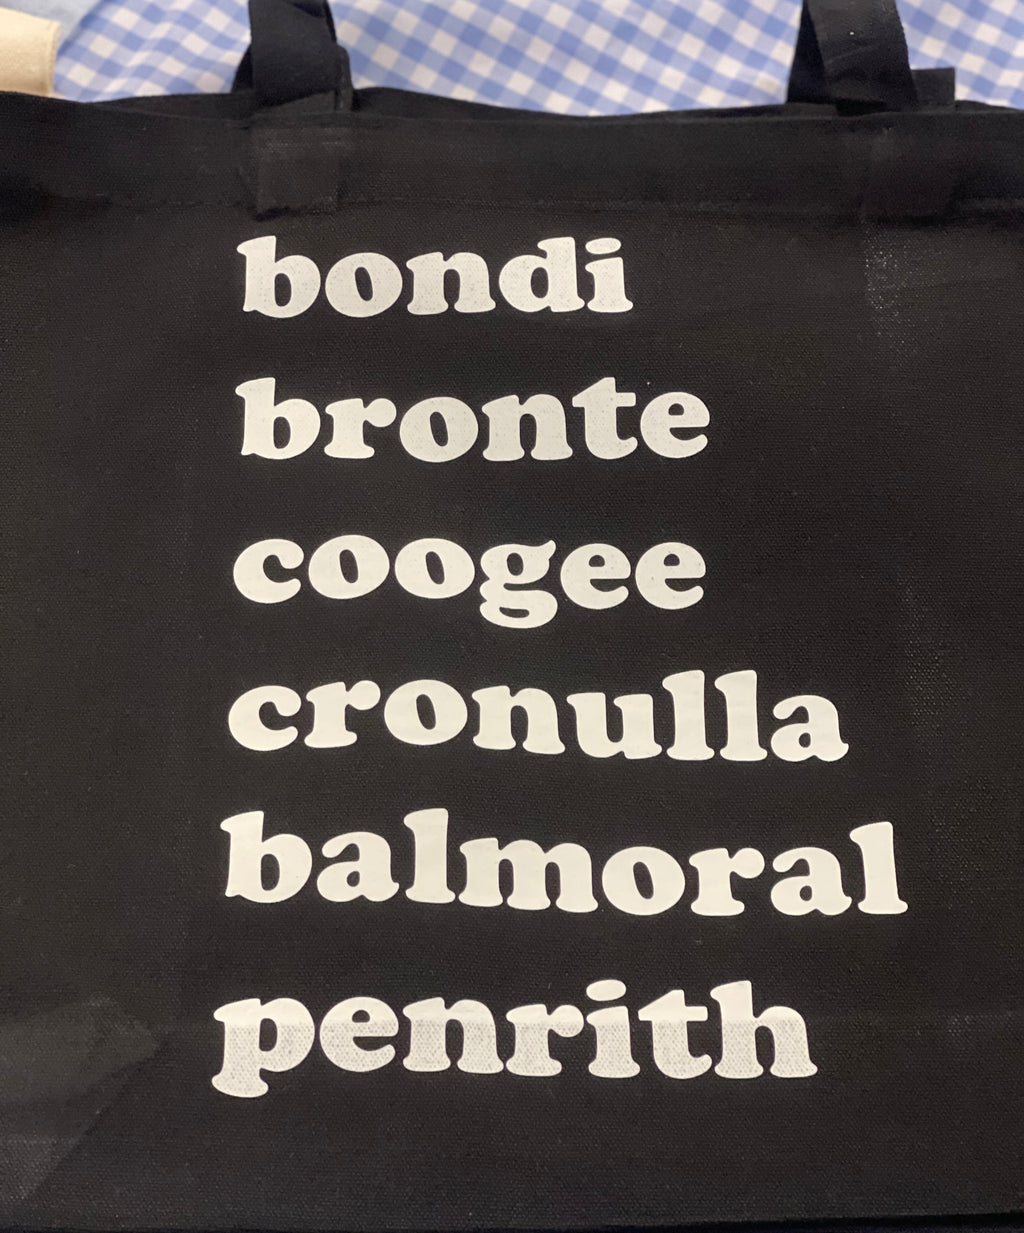 bondi
bronte
coogee
cronulla
balmoral
penrith